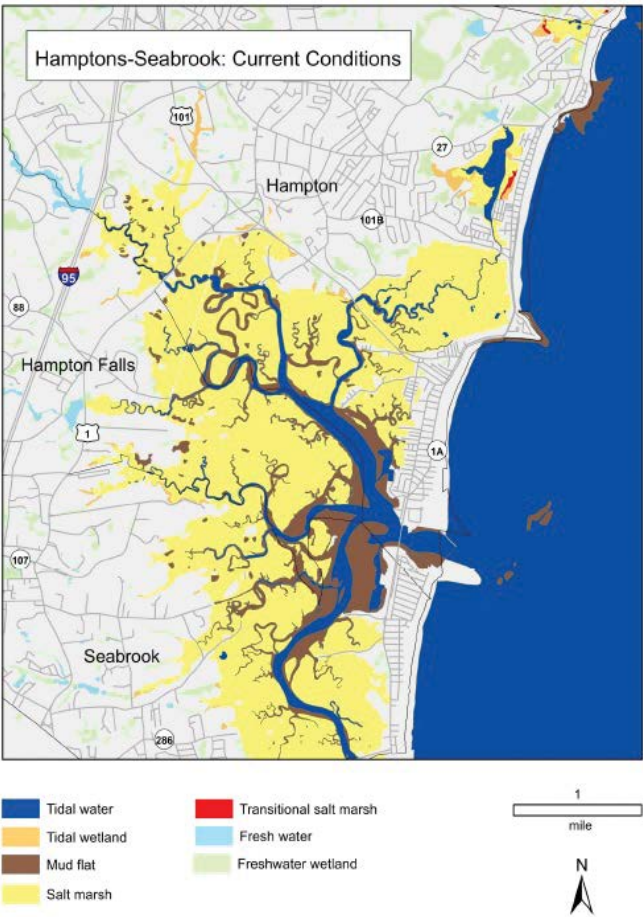 Hamptons-Seabrook: Current Conditions
101
27
Hampton
101B
95
88
Hampton Falls
1
1A
107
Seabrook
286
Tidal water
Tidal wetland
Mud flat
Salt marsh
Transitional salt marsh
Fresh water
Freshwater wetland
1
mile
N